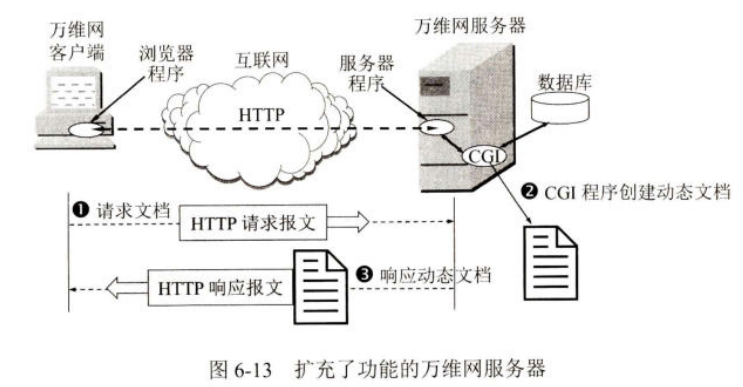 万维网
客户端
浏览器
程序
互联网
服务器
程序
万维网服务器
数据库
HTTP
CGI
❶ 请求文档
HTTP 请求报文
❷ CGI 程序创建动态文档
HTTP 响应报文
❸ 响应动态文档
图 6-13 扩充了功能的万维网服务器